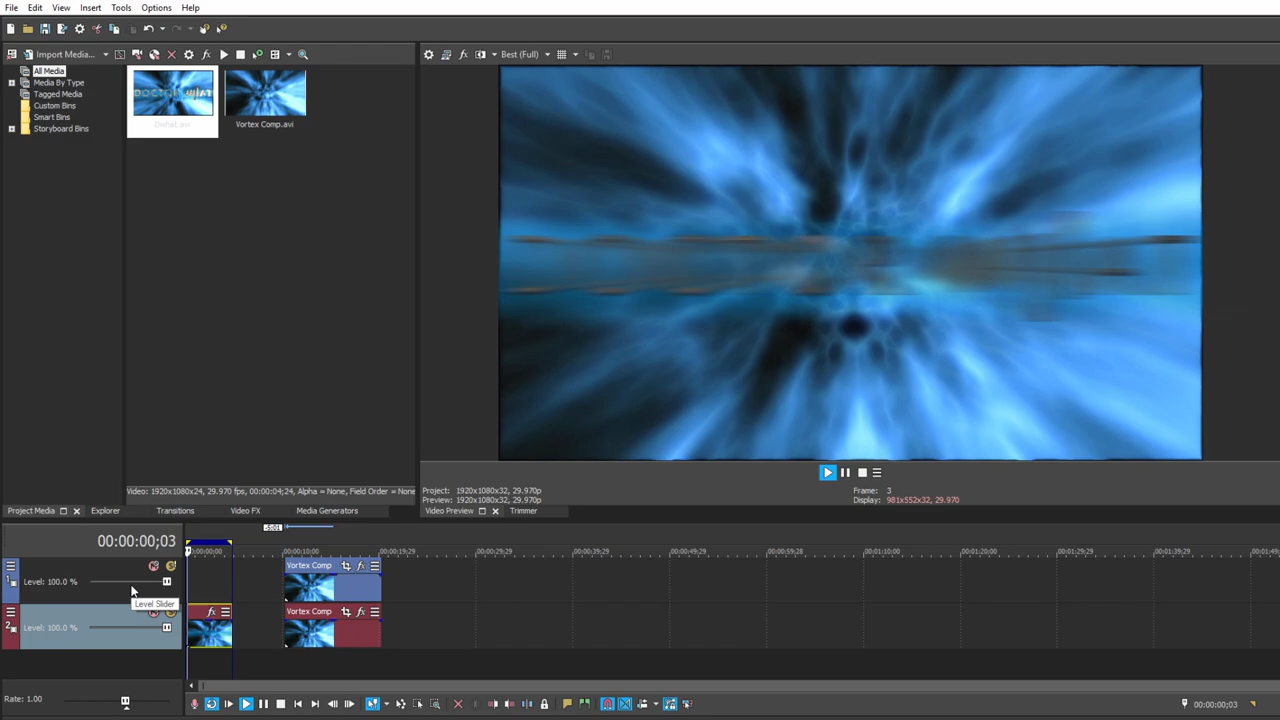 File Edit View Insert Tools Options Help
Import Media...
Best (Full)
All Media
Media By Type
Tagged Media
Custom Bins
Smart Bins
Storyboard Bins
DOCTOR WHAT
Vortex Comp.avi
Video: 1920x1080x24, 29.970 fps, 00:00:04;24, Alpha = None, Field Order = None
Project: 1920x1080x32, 29.970p
Preview: 1920x1080x32, 29.970p
Frame: 3
Display: 981x552x32, 29.970
Project Media Explorer Transitions Video FX Media Generators
Video Preview Trimmer
-5:01
00:00:00;03
00:00:00 00:00:10;00 00:00:19;29 00:00:29;29 00:00:39;29 00:00:49;29 00:00:59;28 00:01:10;00 00:01:20;00 00:01:29;29 00:01:39;29 00:01:49;
1
Vortex Comp
Level: 100.0 %
Level Slider
2
Vortex Comp
Level: 100.0 %
Rate: 1.00
00:00:00;03